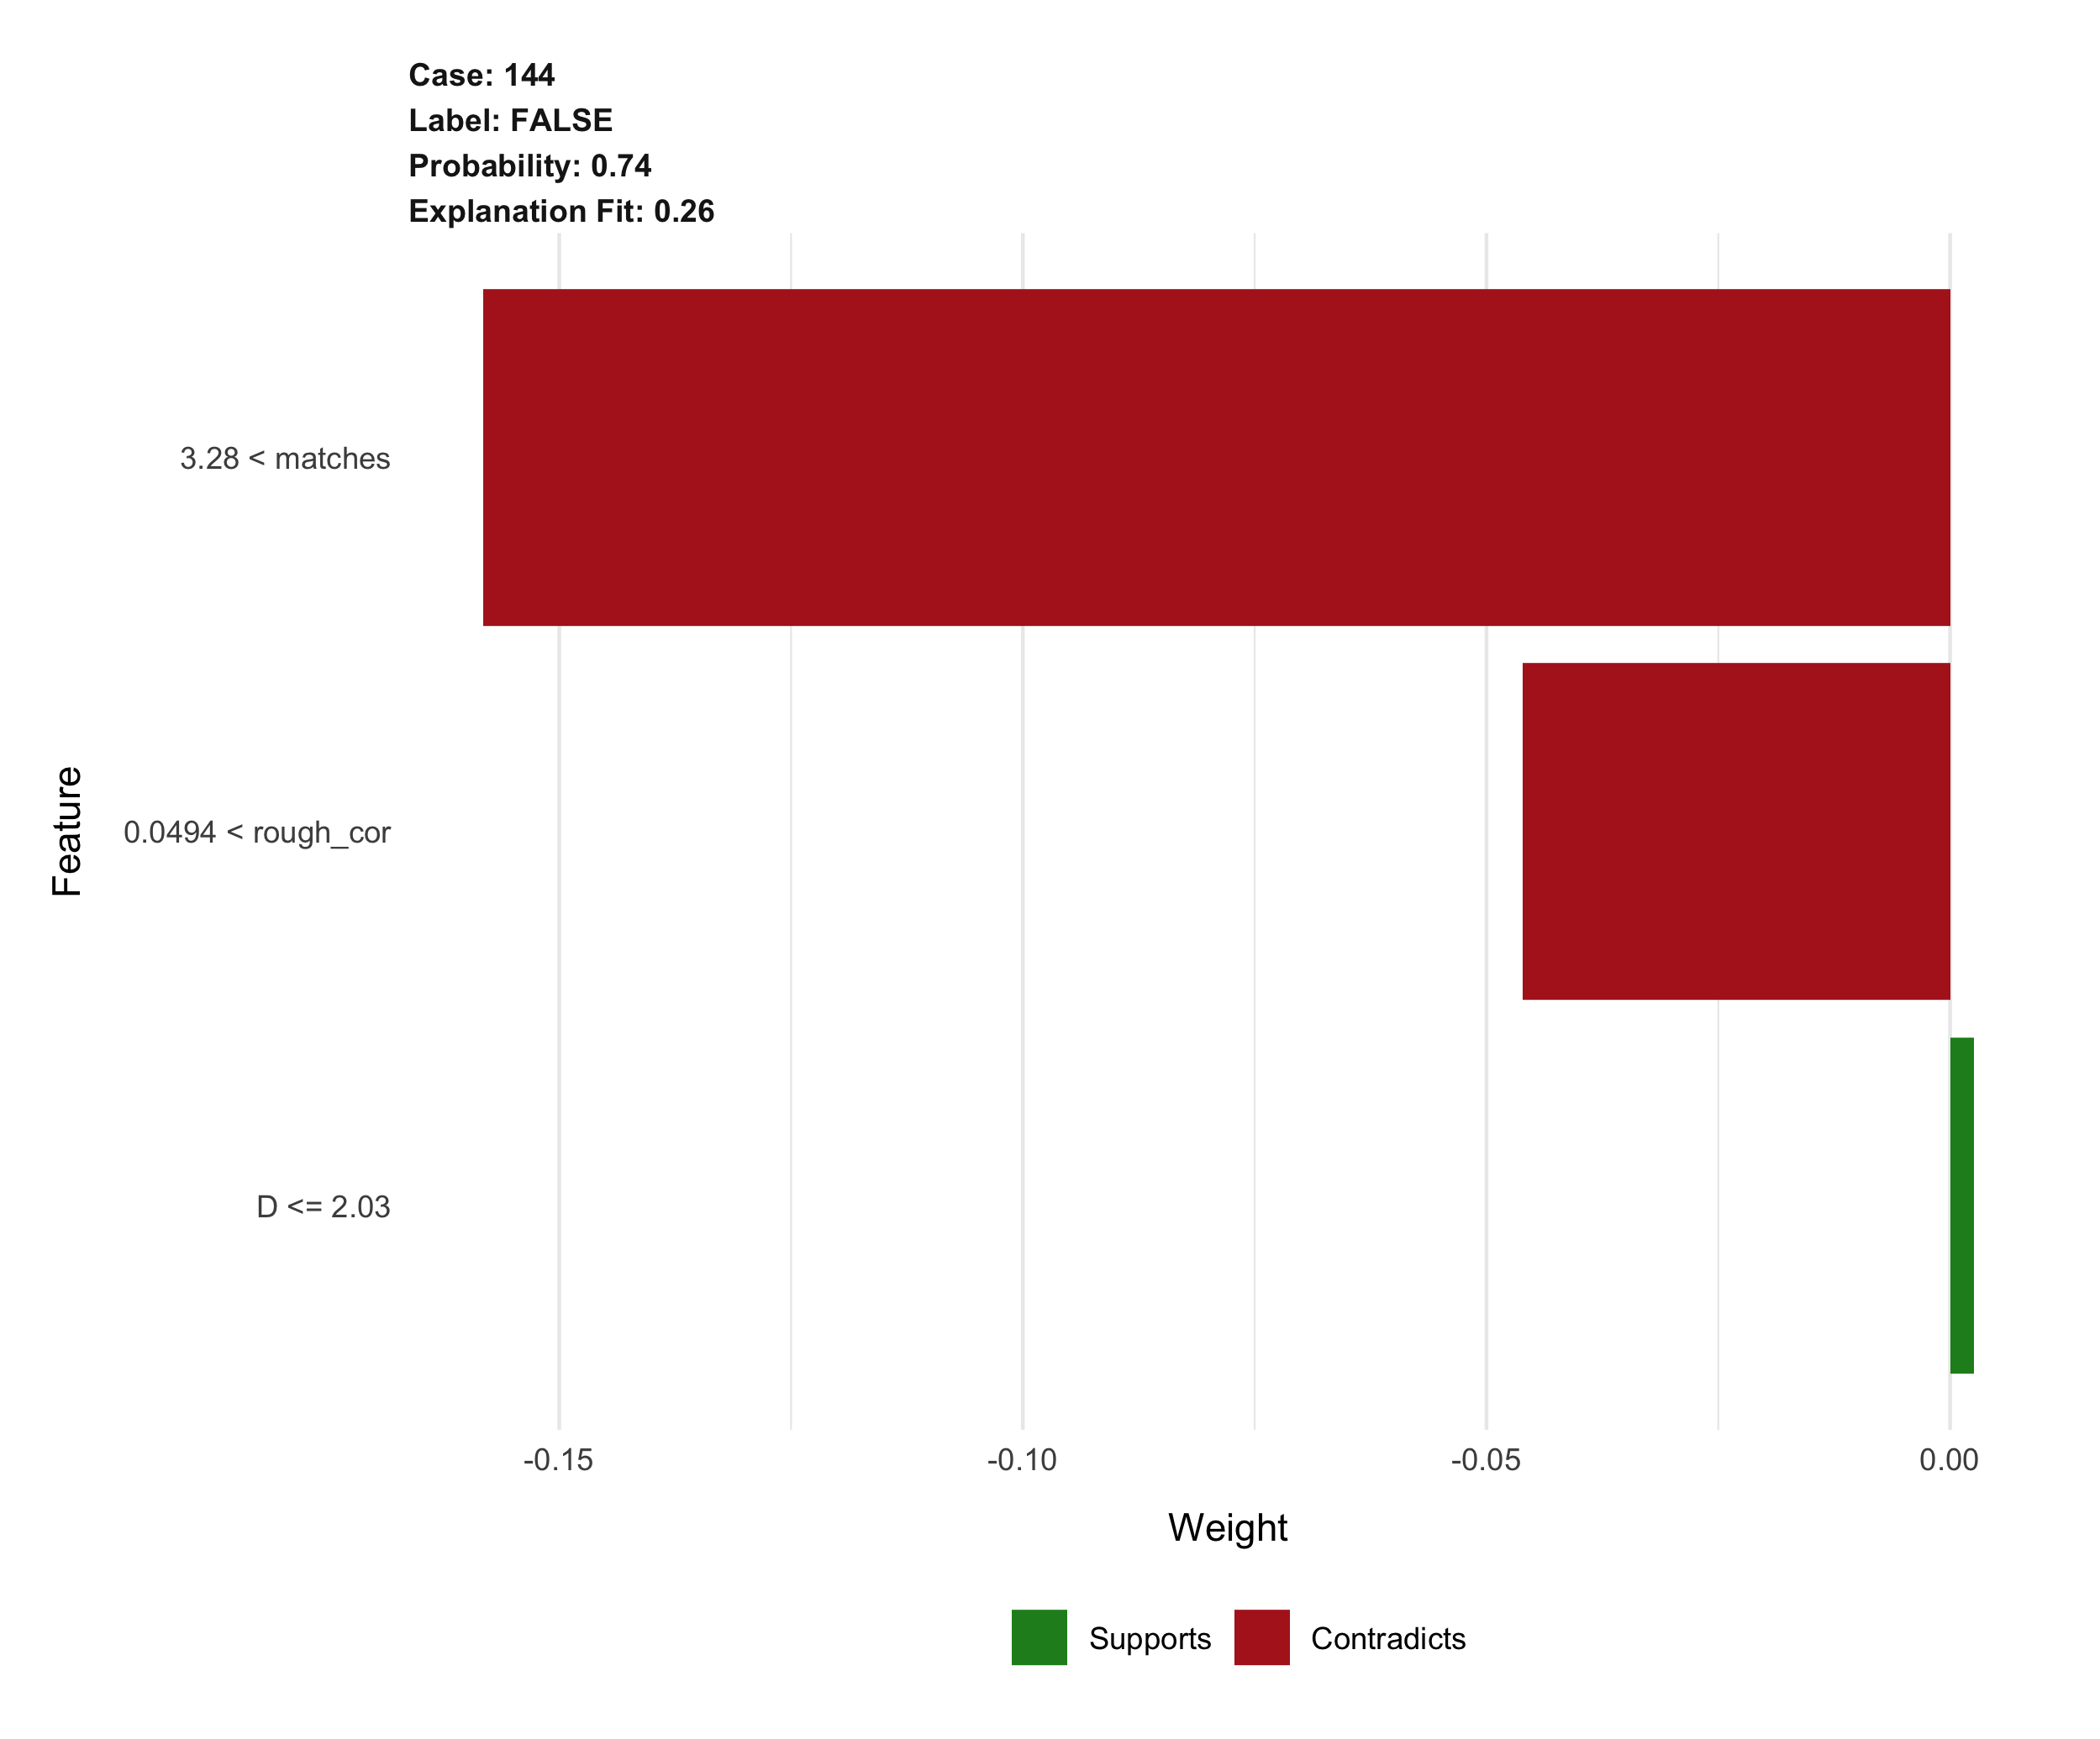 Case: 144
Label: FALSE
Probability: 0.74
Explanation Fit: 0.26
Feature
3.28 < matches
0.0494 < rough_cor
D <= 2.03
-0.15 -0.10 -0.05 0.00
Weight
Supports Contradicts